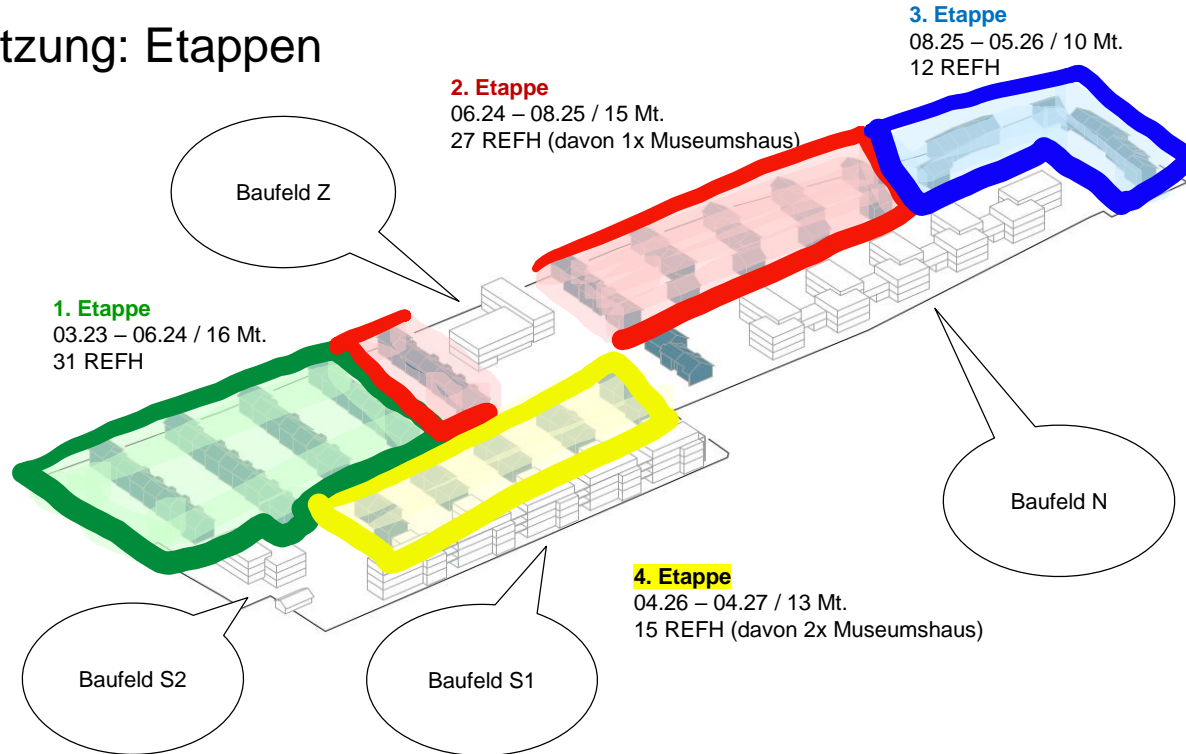 tzung: Etappen
3. Etappe
08.25 – 05.26 / 10 Mt.
12 REFH
2. Etappe
06.24 – 08.25 / 15 Mt.
27 REFH (davon 1x Museumshaus)
Baufeld Z
1. Etappe
03.23 – 06.24 / 16 Mt.
31 REFH
Baufeld N
4. Etappe
04.26 – 04.27 / 13 Mt.
15 REFH (davon 2x Museumshaus)
Baufeld S2
Baufeld S1